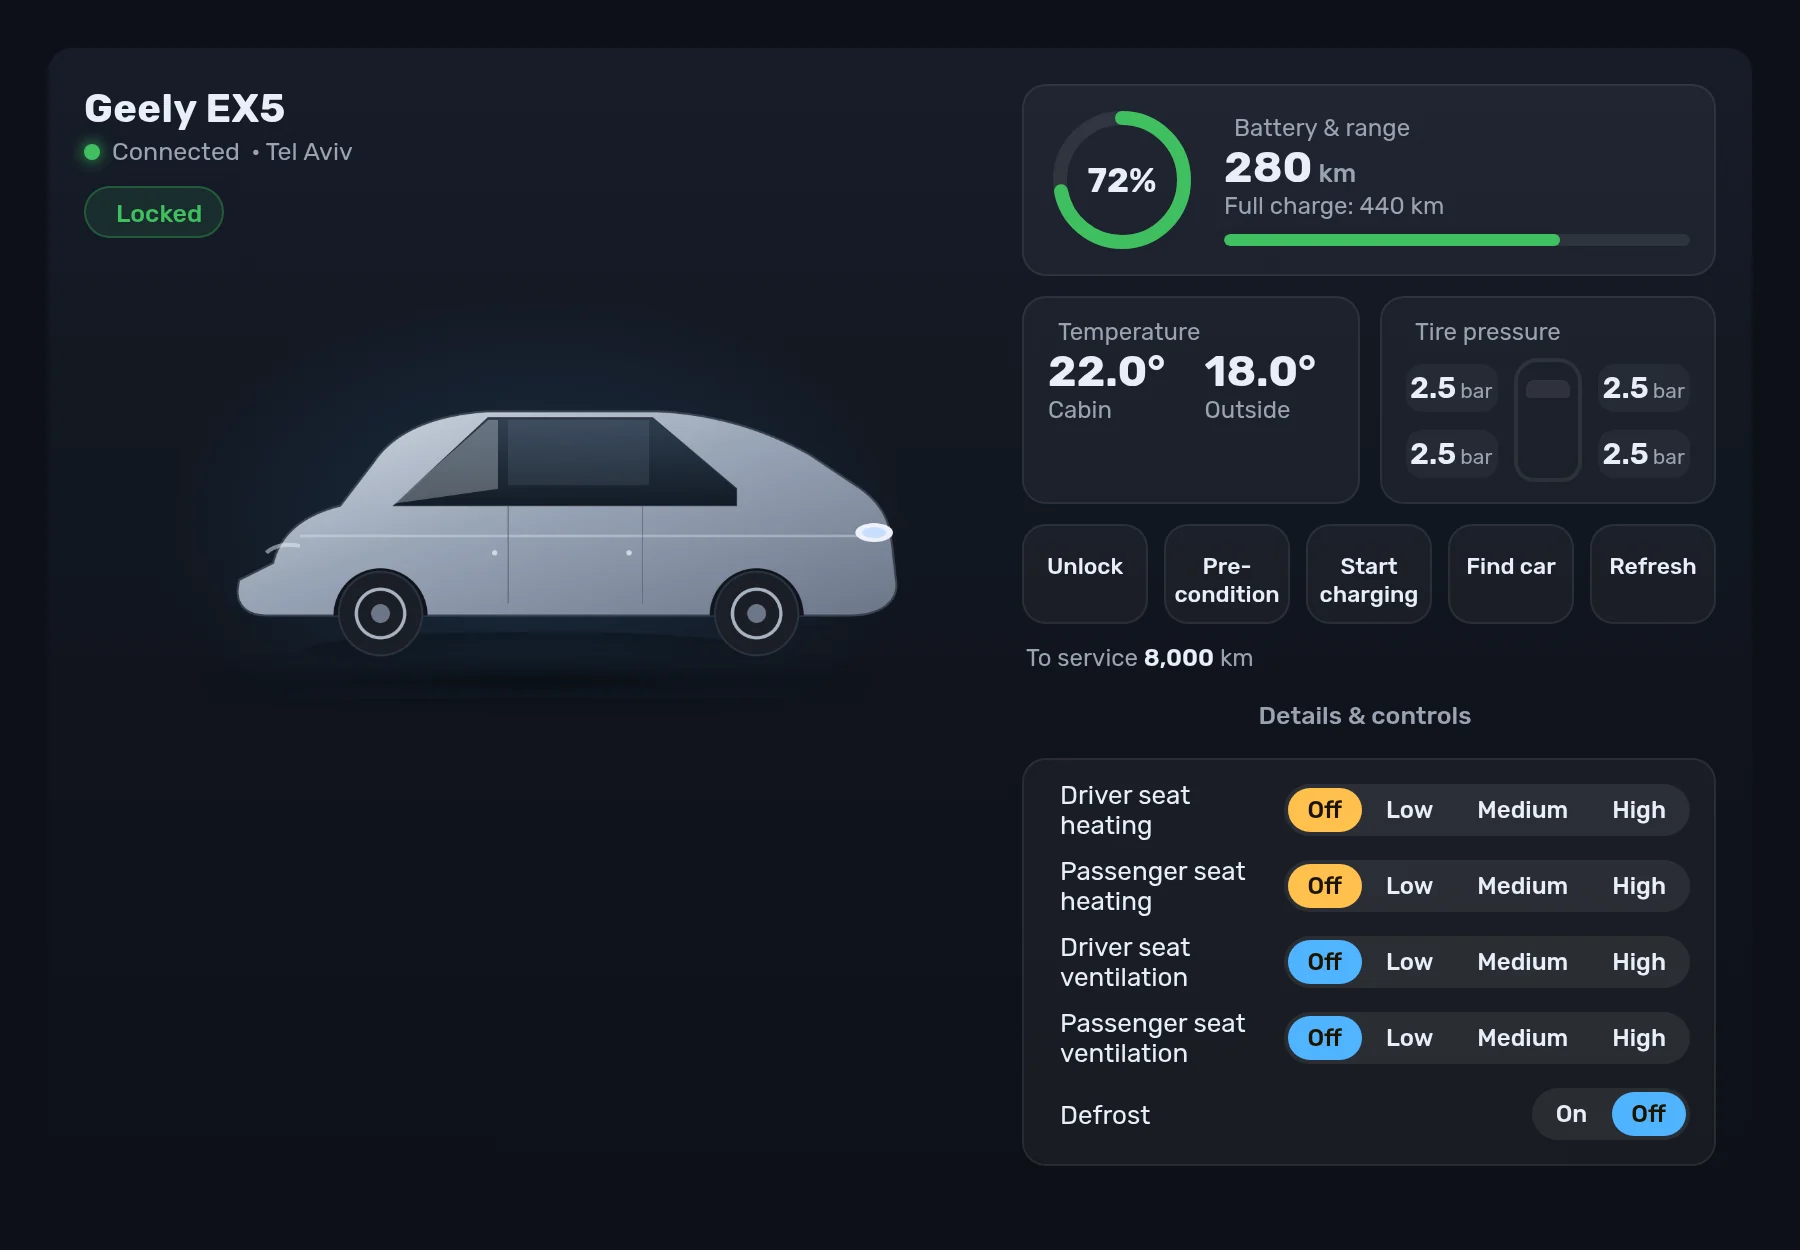 Geely EX5
Connected • Tel Aviv
Locked
72%
Battery & range
280 km
Full charge: 440 km
Temperature
22.0° 18.0°
Cabin Outside
Tire pressure
2.5 bar 2.5 bar
2.5 bar 2.5 bar
Unlock
Pre-
condition
Start
charging
Find car
Refresh
To service 8,000 km
Details & controls
Driver seat
heating
Off Low Medium High
Passenger seat
heating
Off Low Medium High
Driver seat
ventilation
Off Low Medium High
Passenger seat
ventilation
Off Low Medium High
Defrost
On Off